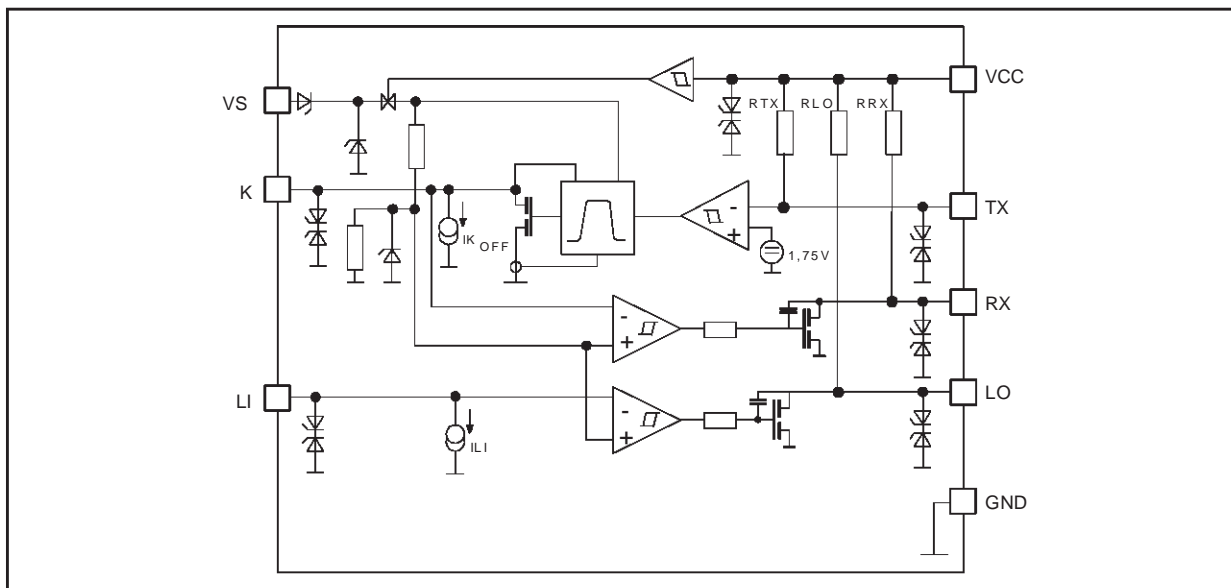 VCC
VS
RTX RLO RRX
K
TX
IK OFF
1,75V
RX
LI
LO
ILI
GND